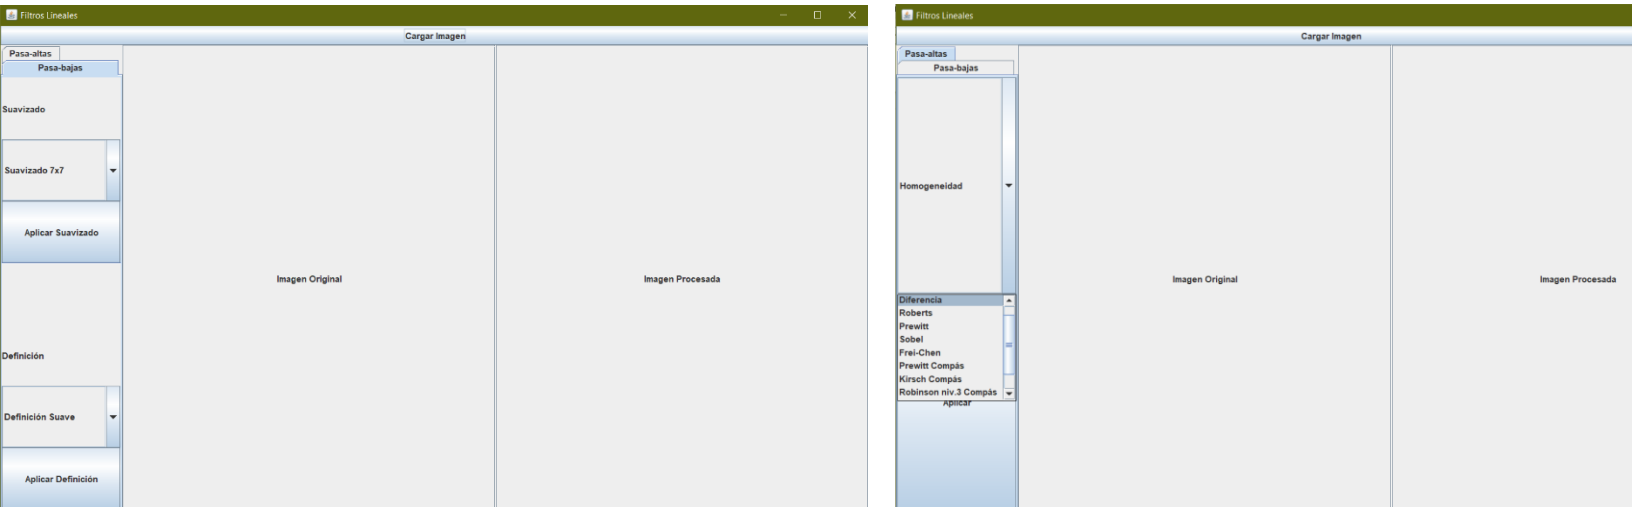 Filtros Lineales
Cargar Imagen
Pasa-altas
Pasa-bajas
Suavizado
Suavizado 7x7
Aplicar Suavizado
Definición
Definición Suave
Aplicar Definición
Imagen Original
Imagen Procesada
Filtros Lineales
Cargar Imagen
Pasa-altas
Pasa-bajas
Homogeneidad
Diferencia
Roberts
Prewitt
Sobel
Frei-Chen
Prewitt Compás
Kirsch Compás
Robinson niv.3 Compás
Aplicar
Imagen Original
Imagen Procesada